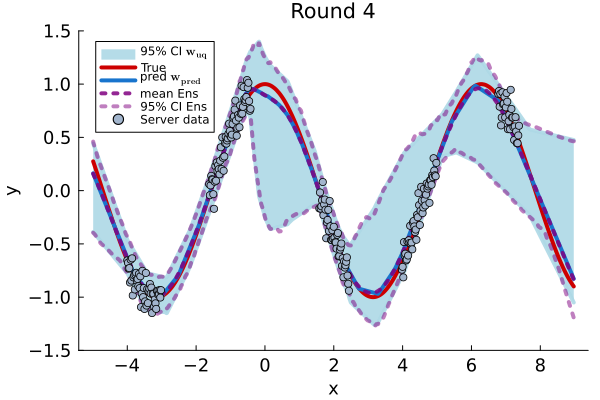 Round 4
1.5
1.0
0.5
0.0
−0.5
−1.0
−1.5
y
95% CI w_uq
True
pred w_pred
mean Ens
95% CI Ens
Server data
−4 −2 0 2 4 6 8
x